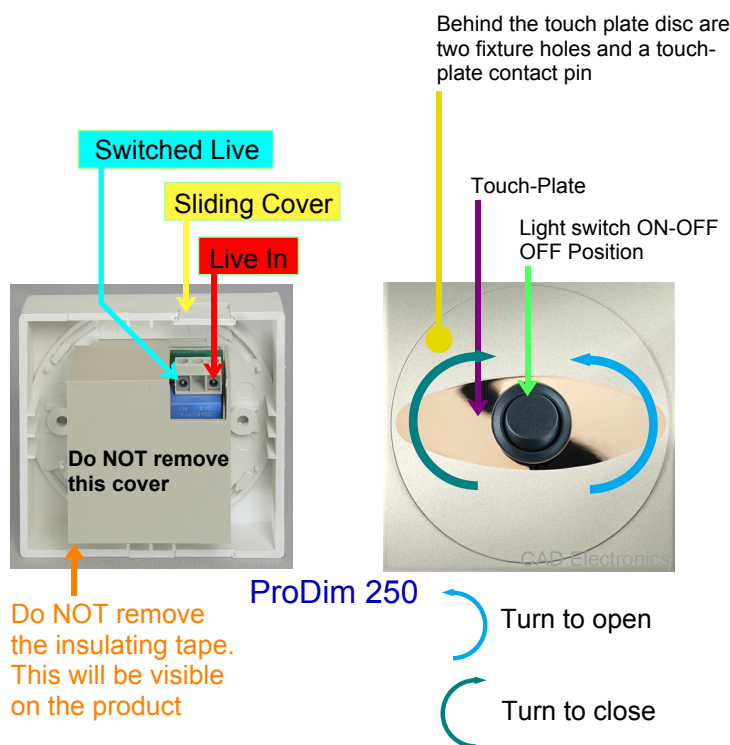 Behind the touch plate disc are
two fixture holes and a touch-
plate contact pin
Switched Live
Sliding Cover
Live In
Touch-Plate
Light switch ON-OFF
OFF Position
Do NOT remove
this cover
CAD Electronics
ProDim 250
Do NOT remove
the insulating tape.
This will be visible
on the product
Turn to open
Turn to close